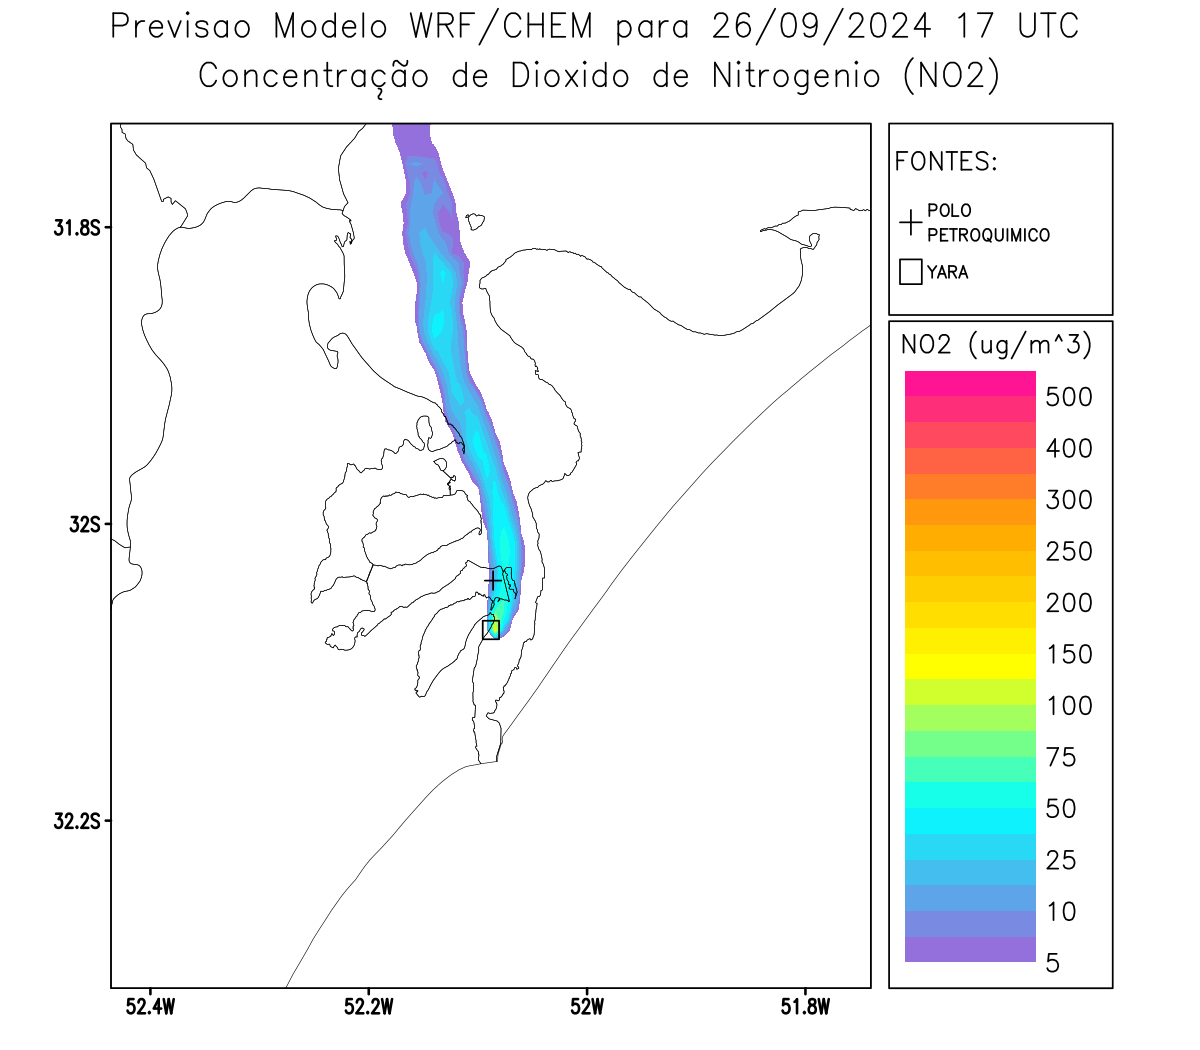 Previsao Modelo WRF/CHEM para 26/09/2024 17 UTC
Concentração de Dioxido de Nitrogenio (NO2)
FONTES:
POLO
PETROQUIMICO
YARA
NO2 (ug/m^3)
500
400
300
250
200
150
100
75
50
25
10
5
31.8S
32S
32.2S
52.4W
52.2W
52W
51.8W